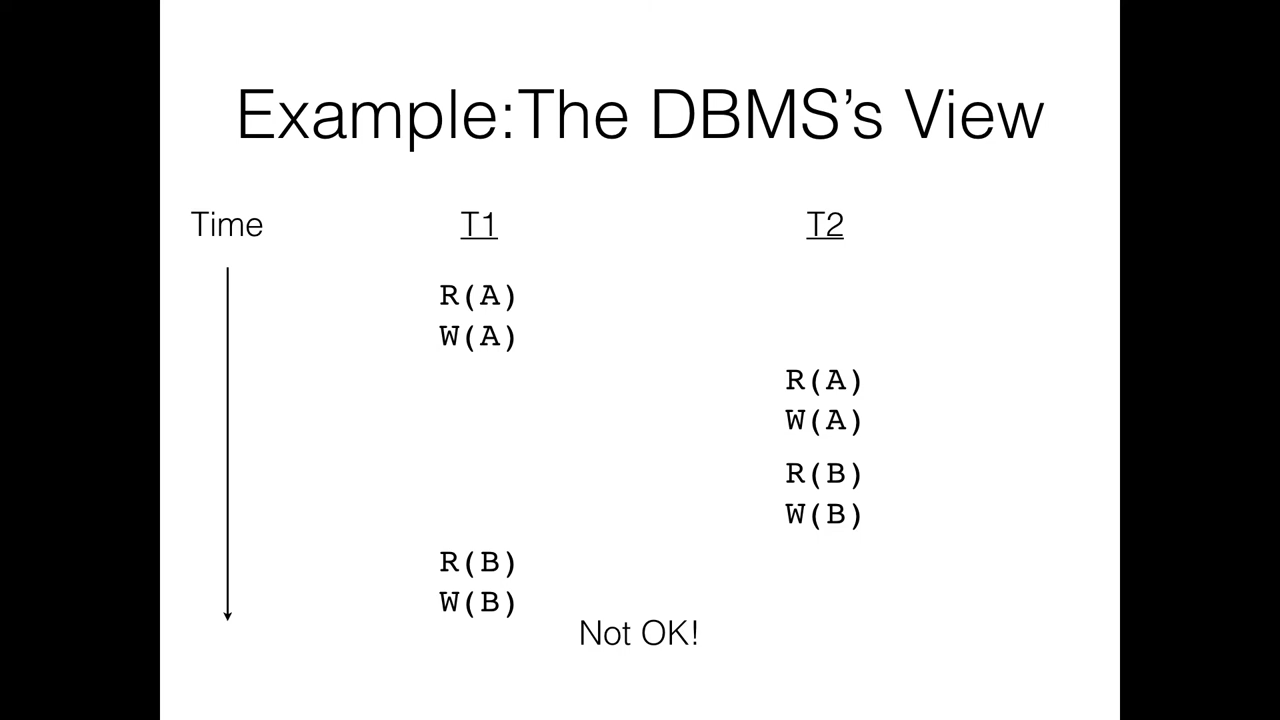 Example:The DBMS’s View
Time T1 T2
R(A)
W(A)
R(A)
W(A)
R(B)
W(B)
R(B)
W(B)
Not OK!